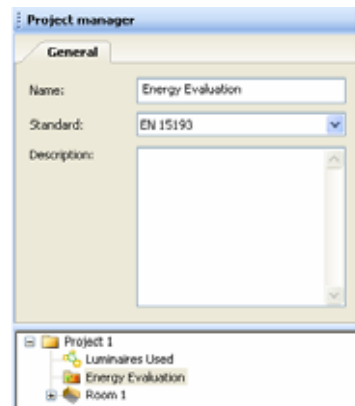 Project manager
General
Name: Energy Evaluation
Standard: EN 15193
Description:
Project 1
Luminaires Used
Energy Evaluation
Room 1